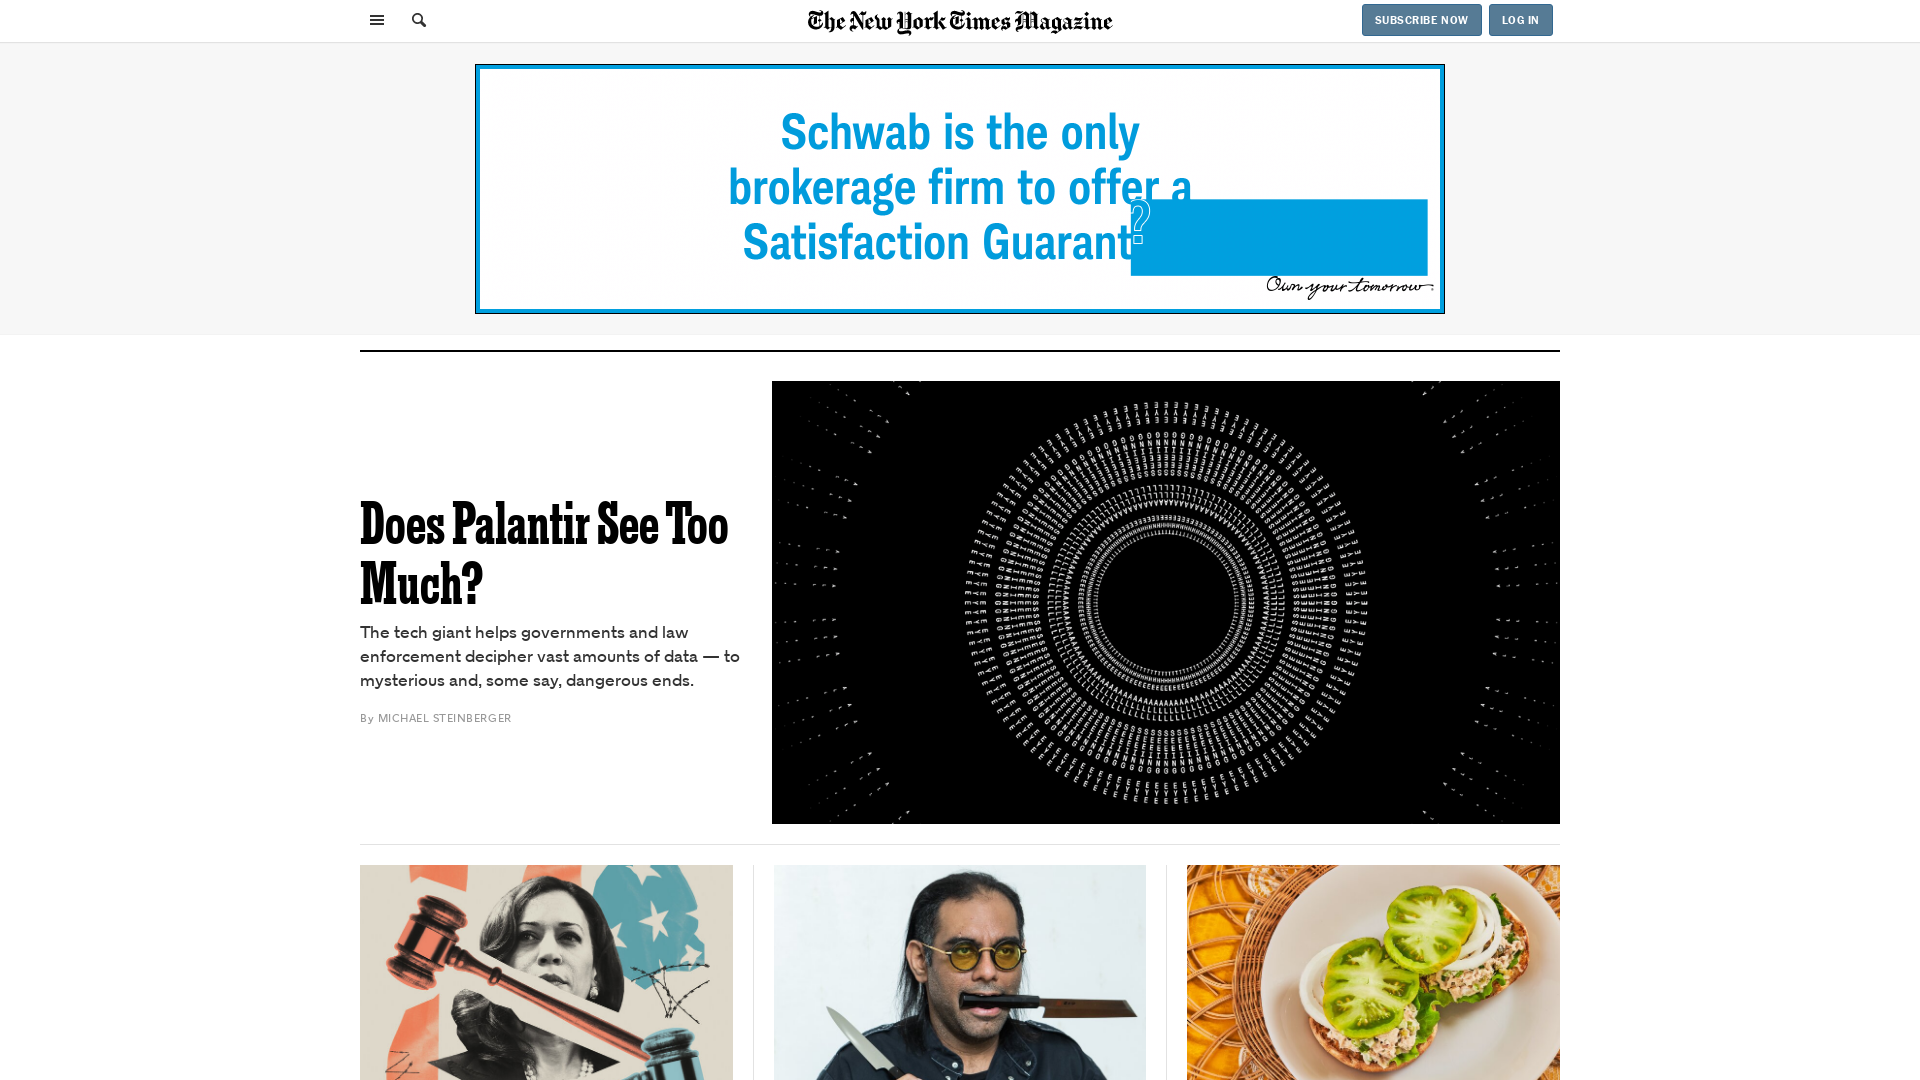 The New York Times Magazine
SUBSCRIBE NOW
LOG IN
Schwab is the only
brokerage firm to offer a
Satisfaction Guarant
?
Own your tomorrow.
Does Palantir See Too
Much?
The tech giant helps governments and law
enforcement decipher vast amounts of data — to
mysterious and, some say, dangerous ends.
By MICHAEL STEINBERGER